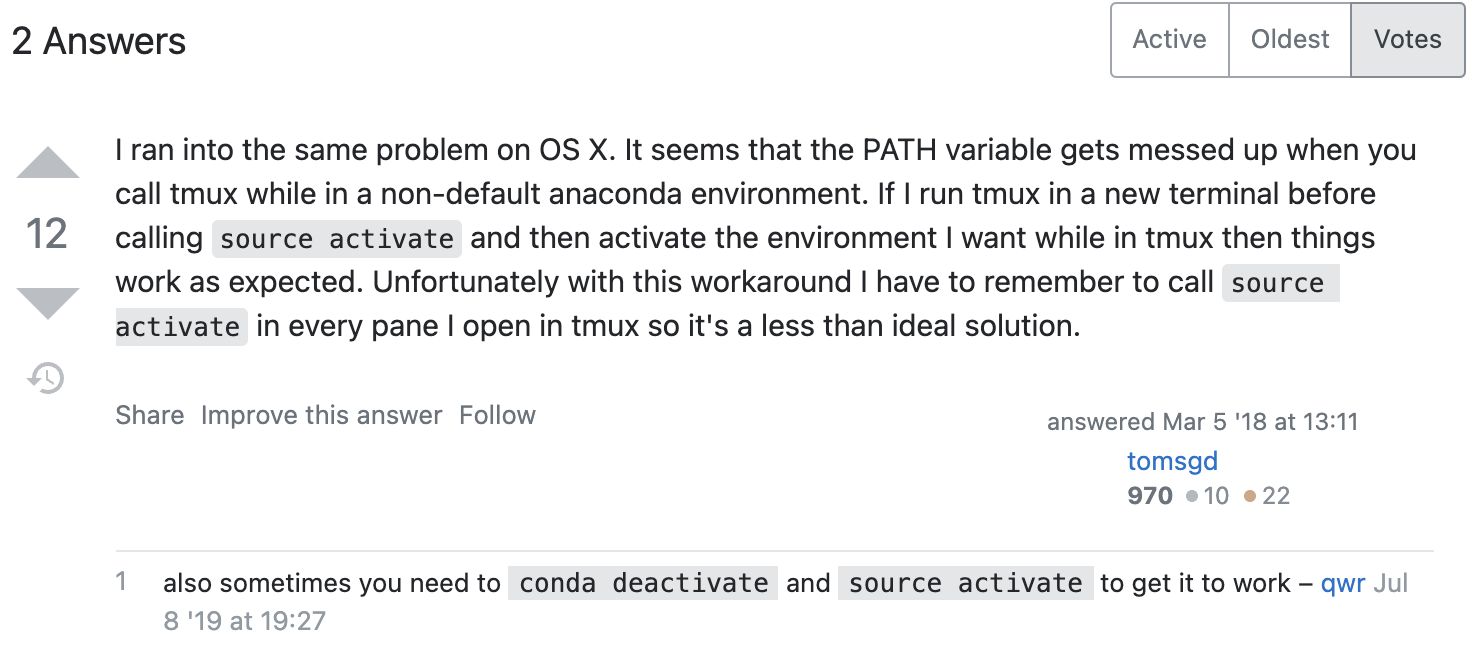 2 Answers
Active Oldest Votes
I ran into the same problem on OS X. It seems that the PATH variable gets messed up when you
call tmux while in a non-default anaconda environment. If I run tmux in a new terminal before
12
calling source activate and then activate the environment I want while in tmux then things
work as expected. Unfortunately with this workaround I have to remember to call source
activate in every pane I open in tmux so it's a less than ideal solution.
Share Improve this answer Follow
answered Mar 5 '18 at 13:11
tomsgd
970 10 22
1 also sometimes you need to conda deactivate and source activate to get it to work – qwr Jul
8 '19 at 19:27